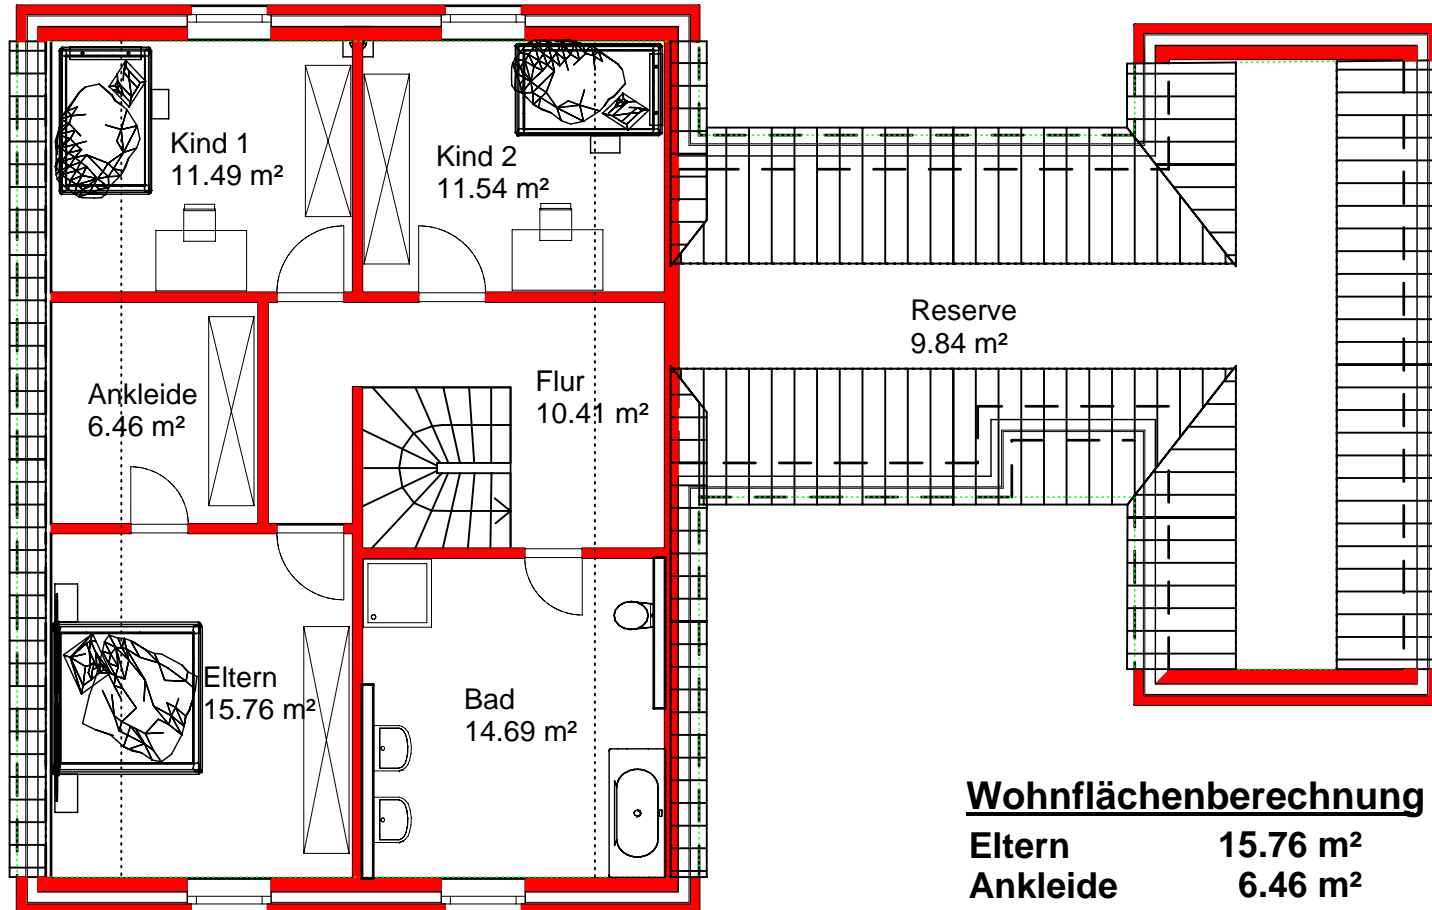 Kind 1
11.49 m²
Kind 2
11.54 m²
Reserve
9.84 m²
Ankleide
6.46 m²
Flur
10.41 m²
Eltern
15.76 m²
Bad
14.69 m²
Wohnflächenberechnung
Eltern 15.76 m²
Ankleide 6.46 m²